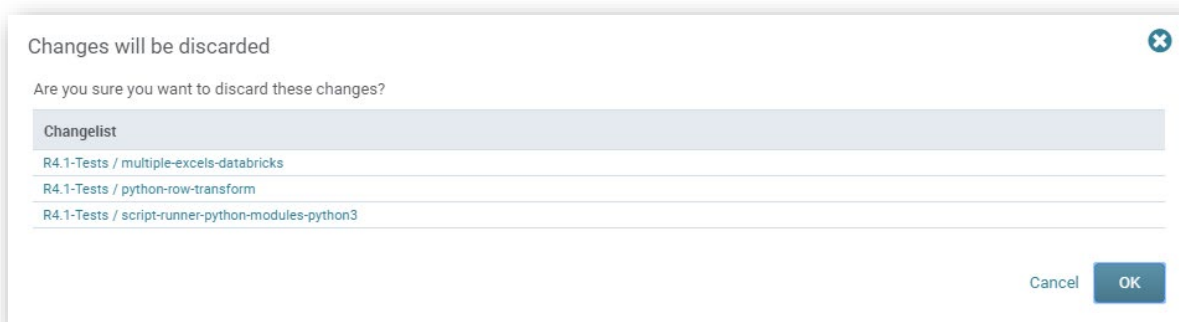 Changes will be discarded
Are you sure you want to discard these changes?
Changelist
R4.1-Tests / multiple-excels-databricks
R4.1-Tests / python-row-transform
R4.1-Tests / script-runner-python-modules-python3
Cancel OK